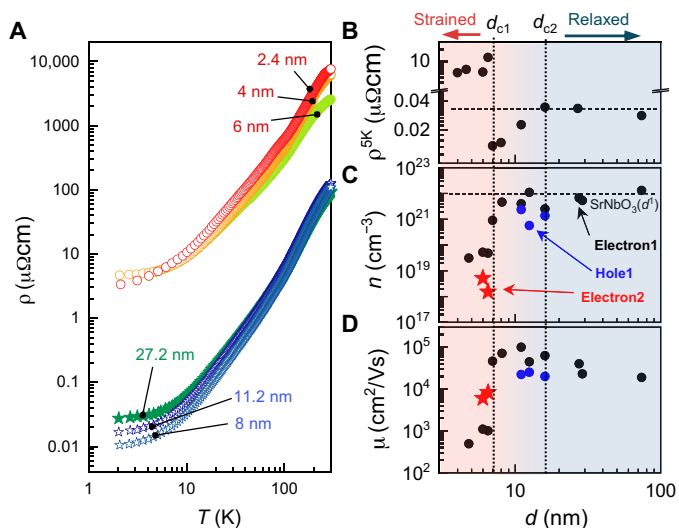 A
10,000
1000
100
10
1
0.1
0.01
ρ (μΩcm)
2.4 nm
4 nm
6 nm
27.2 nm
11.2 nm
8 nm
1
10
100
T (K)
Strained
d_c1
d_c2
Relaxed
B
10
0.04
0.02
ρ^5K (μΩcm)
C
10^23
10^21
10^19
10^17
n (cm^−3)
SrNbO₃(d^1)
Electron1
Hole1
Electron2
D
10^5
10^4
10^3
10^2
μ (cm^2/Vs)
10
100
d (nm)